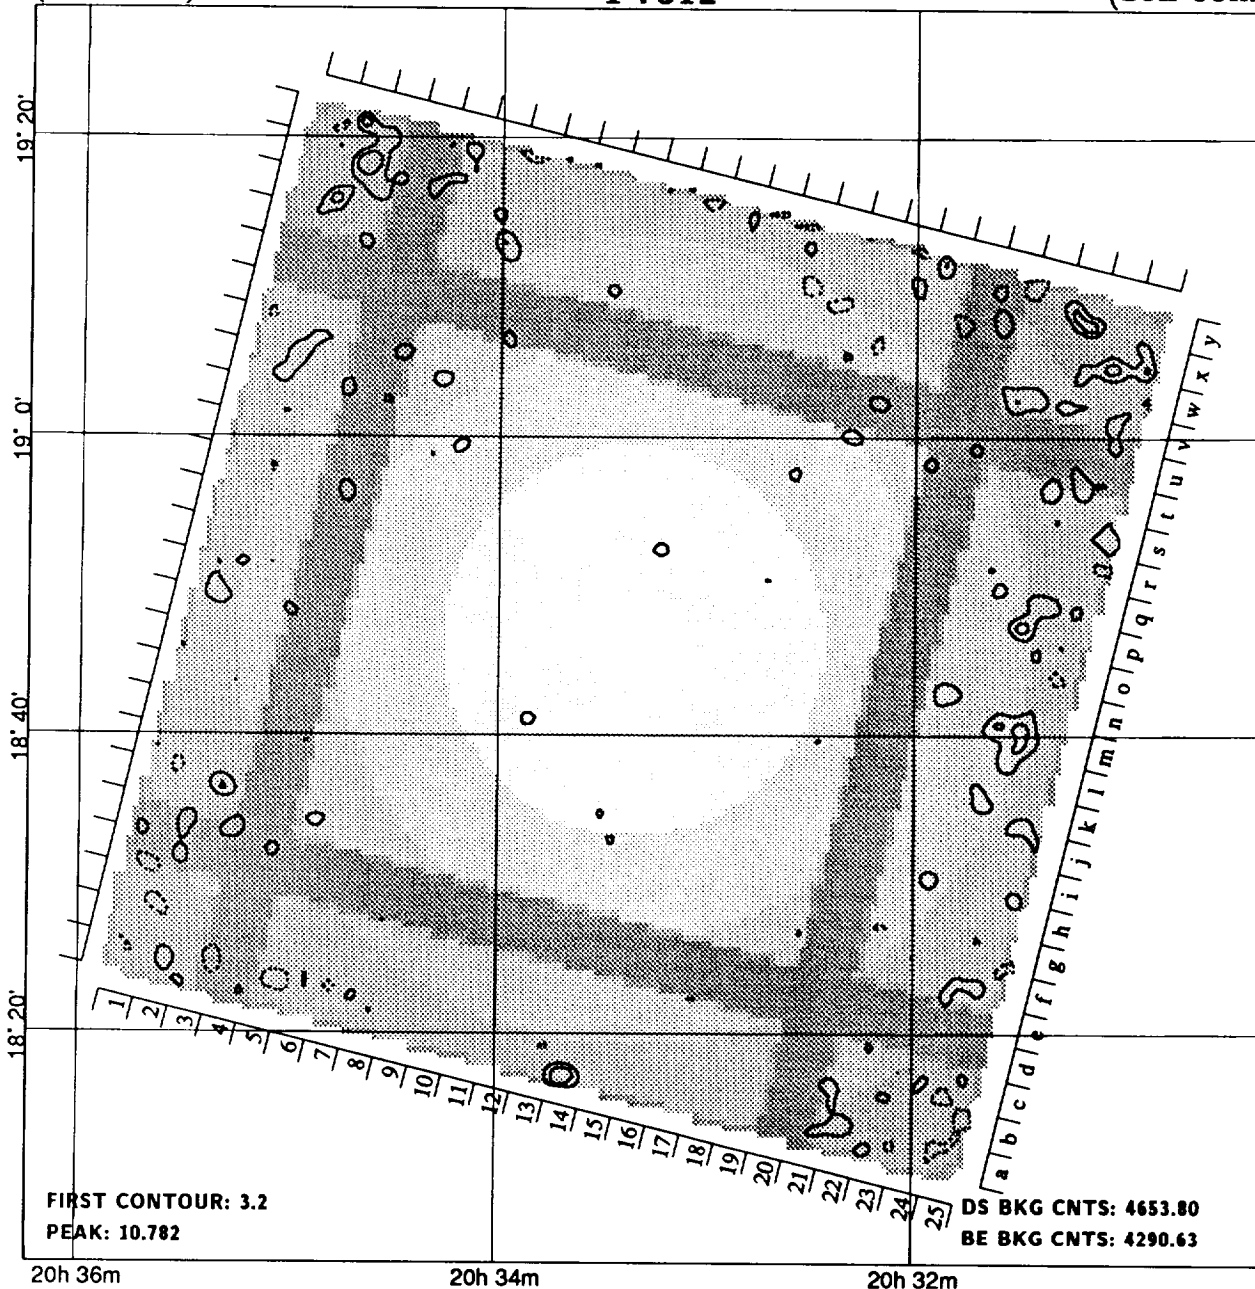 19° 20'
19° 0'
18° 40'
18° 20'
y
x
w
v
u
t
s
r
q
p
o
n
m
l
k
j
i
h
g
f
e
d
c
b
a
1
2
3
4
5
6
7
8
9
10
11
12
13
14
15
16
17
18
19
20
21
22
23
24
25
FIRST CONTOUR: 3.2
PEAK: 10.782
DS BKG CNTS: 4653.80
BE BKG CNTS: 4290.63
20h 36m
20h 34m
20h 32m